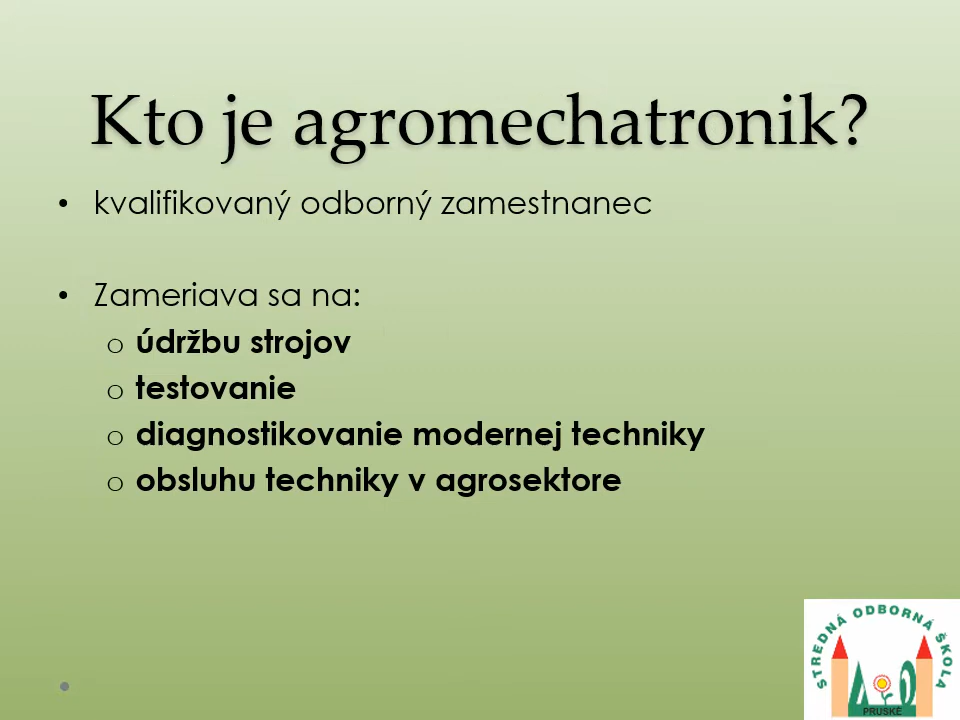 Kto je agromechatronik?
• kvalifikovaný odborný zamestnanec
• Zameriava sa na:
o údržbu strojov
o testovanie
o diagnostikovanie modernej techniky
o obsluhu techniky v agrosektore
STREDNÁ ODBORNÁ ŠKOLA
PRUSKÉ